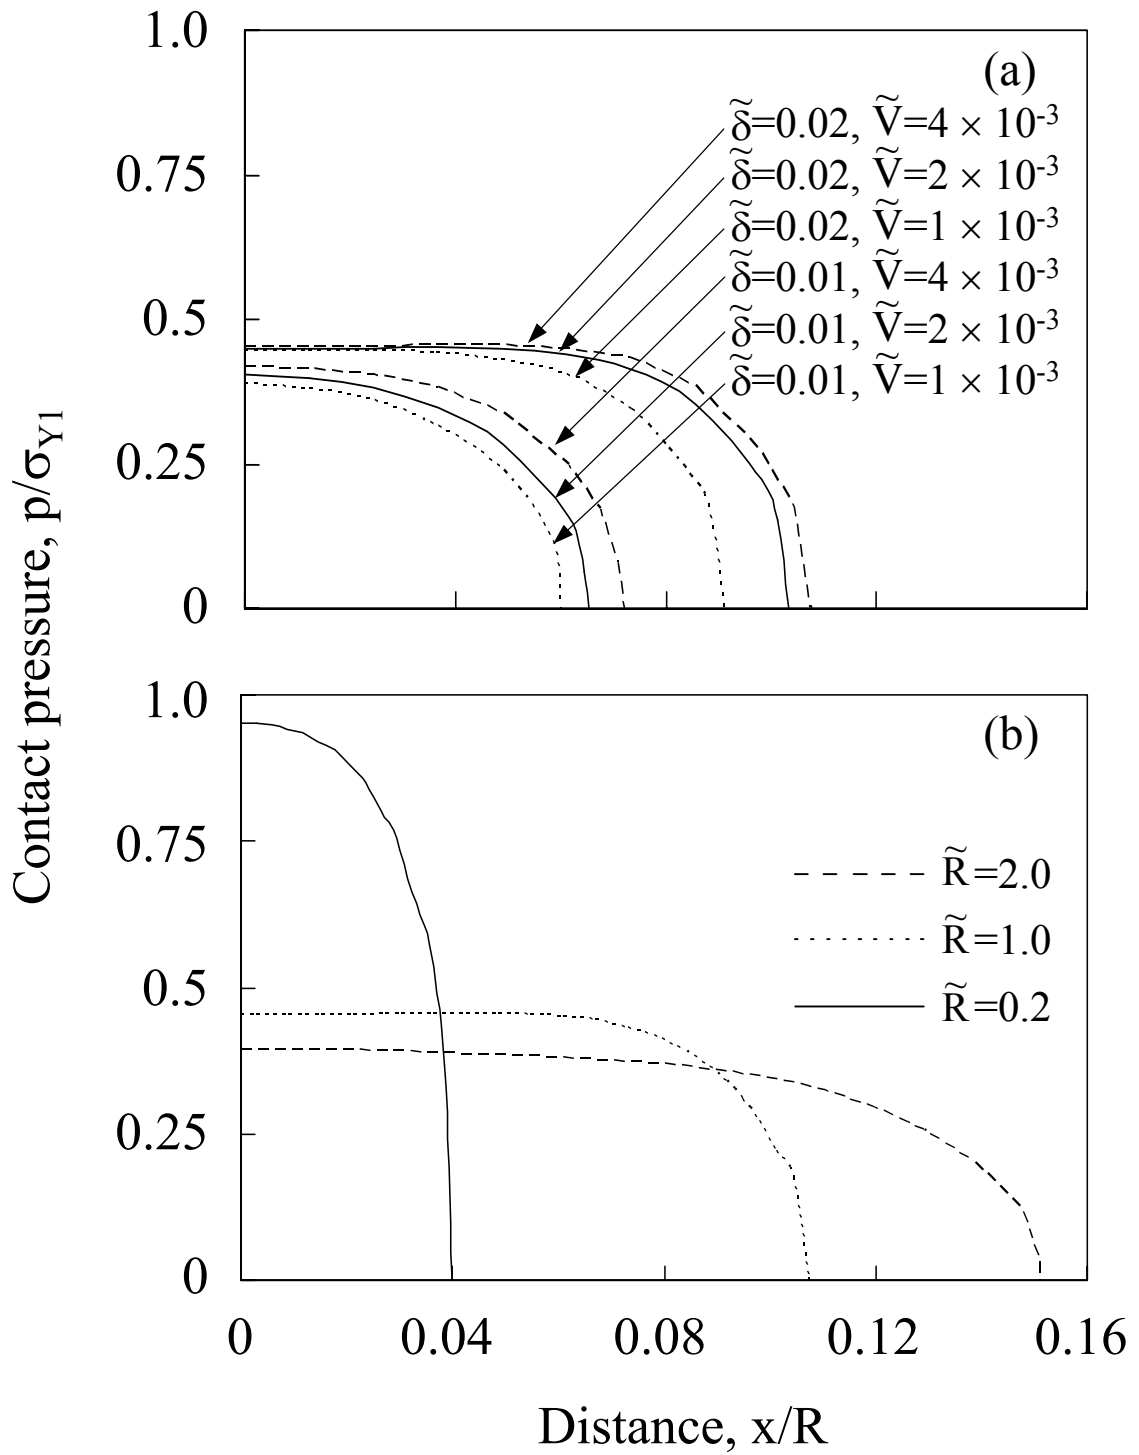 1.0
(a)
δ̃=0.02, Ṽ=4 × 10⁻³
0.75
δ̃=0.02, Ṽ=2 × 10⁻³
δ̃=0.02, Ṽ=1 × 10⁻³
δ̃=0.01, Ṽ=4 × 10⁻³
0.5
δ̃=0.01, Ṽ=2 × 10⁻³
δ̃=0.01, Ṽ=1 × 10⁻³
0.25
0
Contact pressure, p/σY1
1.0
(b)
0.75
R̃=2.0
R̃=1.0
0.5
R̃=0.2
0.25
0
0 0.04 0.08 0.12 0.16
Distance, x/R